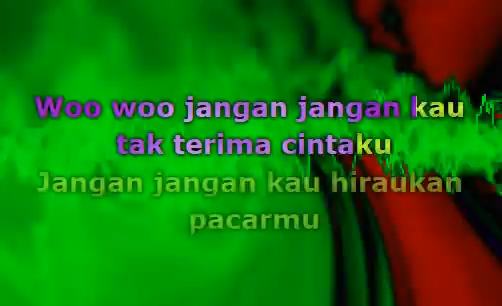 Woo woo jangan jangan kau
tak terima cintaku
Jangan jangan kau hiraukan
pacarmu